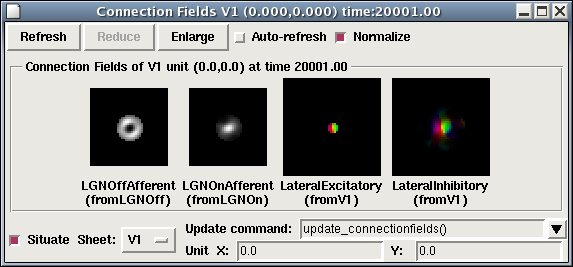 Connection Fields V1 (0.000,0.000) time:20001.00
Refresh Reduce Enlarge Auto-refresh Normalize
Connection Fields of V1 unit (0.0,0.0) at time 20001.00
LGNOffAfferent LGNOnAfferent LateralExcitatory LateralInhibitory
(fromLGNOff) (fromLGNOn) (fromV1) (fromV1)
Situate Sheet: V1 Update command: update_connectionfields()
Unit X: 0.0 Y: 0.0